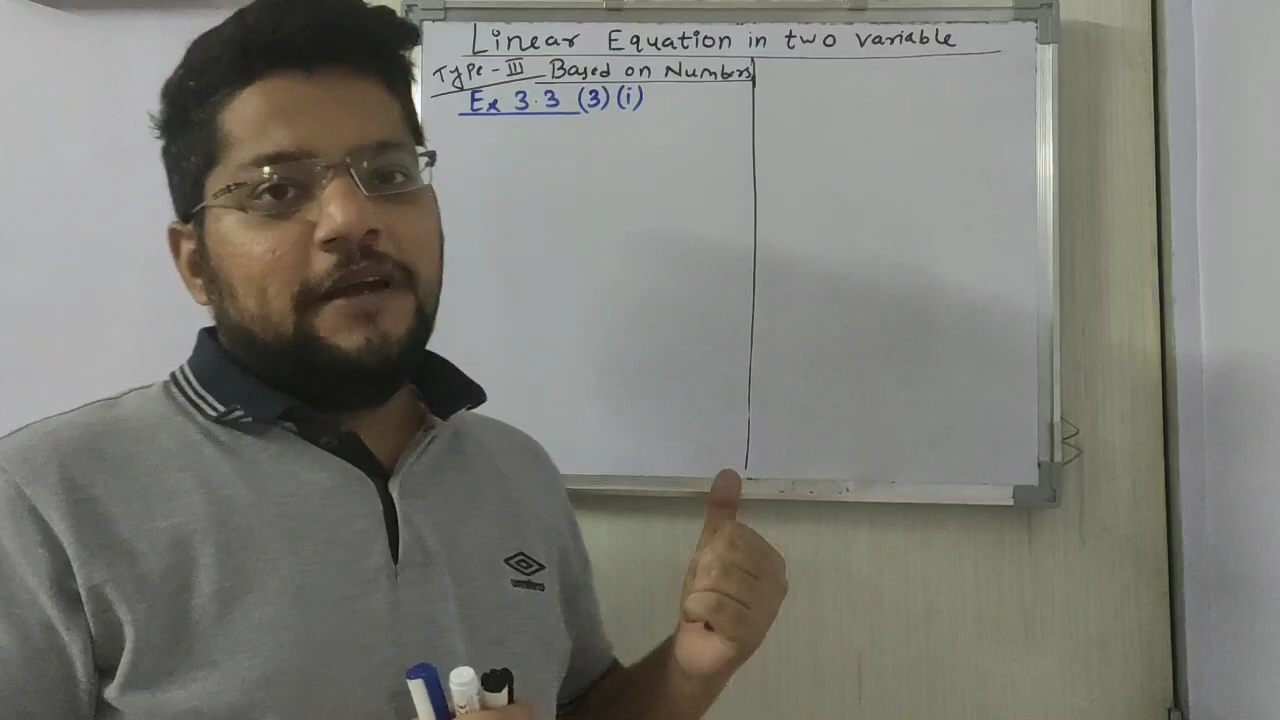 Linear Equation in two variable
Type-III Based on Numbers
Ex 3.3 (3)(i)
umbro